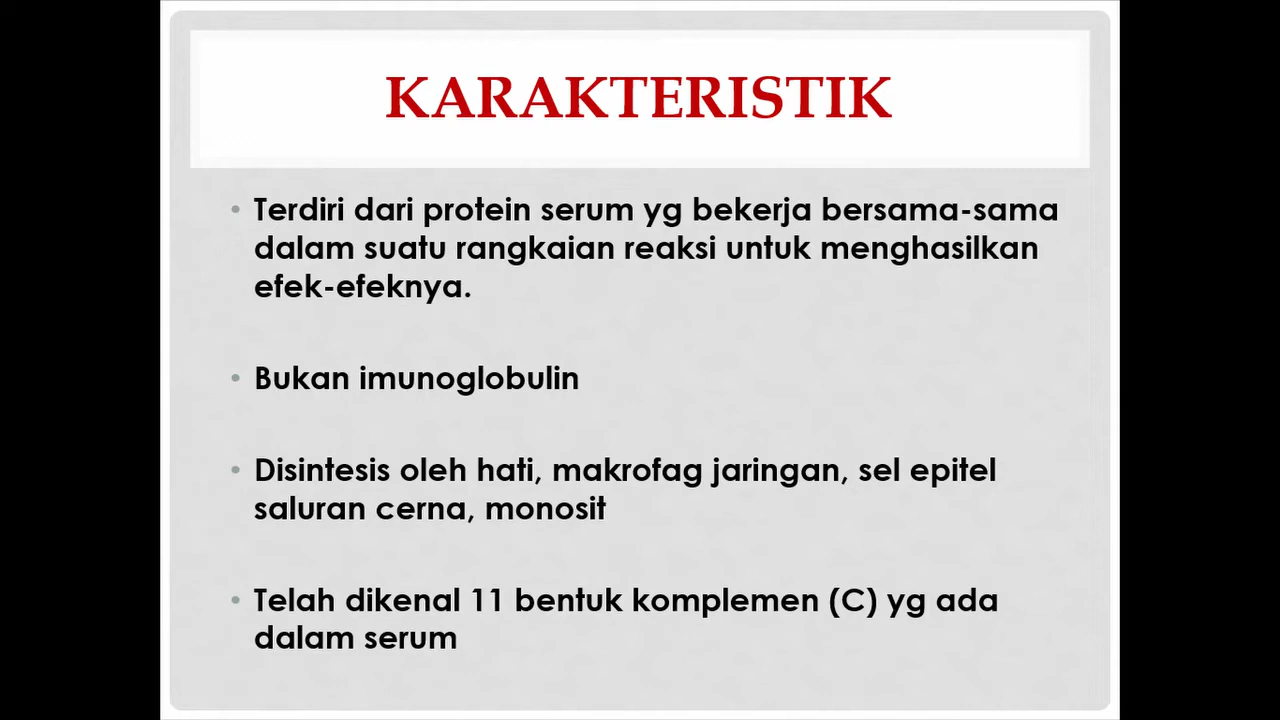 KARAKTERISTIK
• Terdiri dari protein serum yg bekerja bersama-sama
dalam suatu rangkaian reaksi untuk menghasilkan
efek-efeknya.
• Bukan imunoglobulin
• Disintesis oleh hati, makrofag jaringan, sel epitel
saluran cerna, monosit
• Telah dikenal 11 bentuk komplemen (C) yg ada
dalam serum